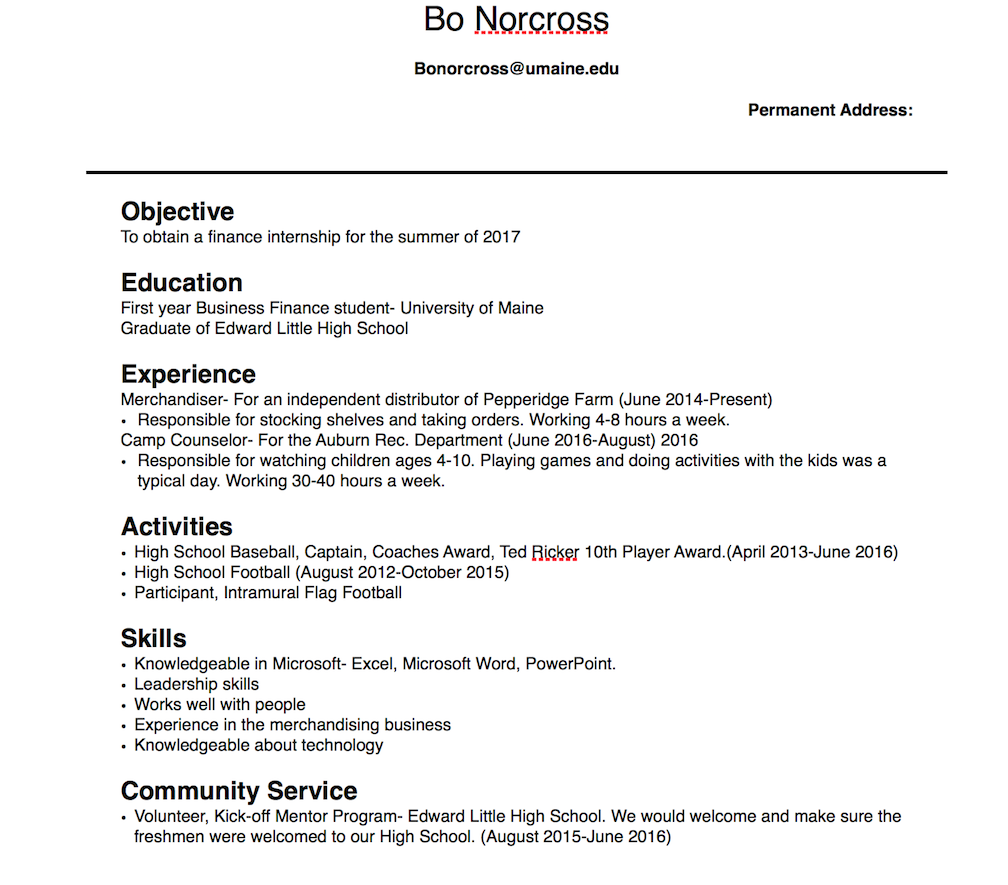 Bo Norcross
Bonorcross@umaine.edu
Permanent Address:
Objective
To obtain a finance internship for the summer of 2017
Education
First year Business Finance student- University of Maine
Graduate of Edward Little High School
Experience
Merchandiser- For an independent distributor of Pepperidge Farm (June 2014-Present)
• Responsible for stocking shelves and taking orders. Working 4-8 hours a week.
Camp Counselor- For the Auburn Rec. Department (June 2016-August) 2016
• Responsible for watching children ages 4-10. Playing games and doing activities with the kids was a
typical day. Working 30-40 hours a week.
Activities
• High School Baseball, Captain, Coaches Award, Ted Ricker 10th Player Award.(April 2013-June 2016)
• High School Football (August 2012-October 2015)
• Participant, Intramural Flag Football
Skills
• Knowledgeable in Microsoft- Excel, Microsoft Word, PowerPoint.
• Leadership skills
• Works well with people
• Experience in the merchandising business
• Knowledgeable about technology
Community Service
• Volunteer, Kick-off Mentor Program- Edward Little High School. We would welcome and make sure the
freshmen were welcomed to our High School. (August 2015-June 2016)